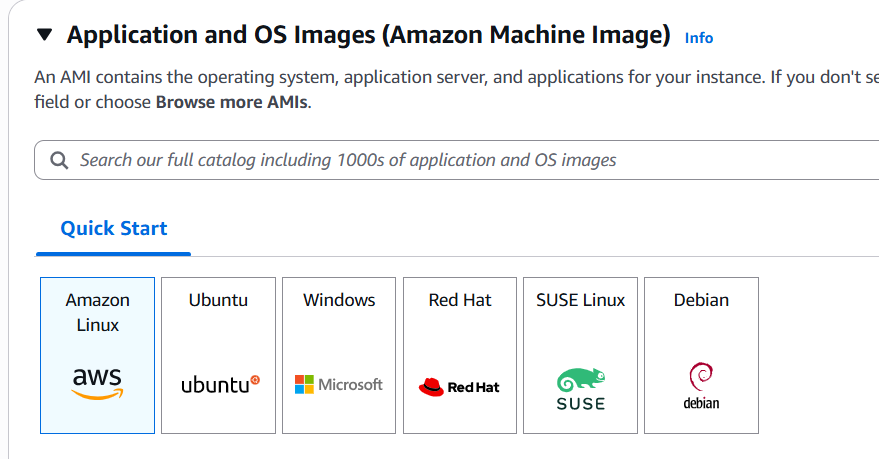 Application and OS Images (Amazon Machine Image) Info
An AMI contains the operating system, application server, and applications for your instance. If you don't se
field or choose Browse more AMIs.
Search our full catalog including 1000s of application and OS images
Quick Start
Amazon Linux
aws
Ubuntu
ubuntu
Windows
Microsoft
Red Hat
Red Hat
SUSE Linux
SUSE
Debian
debian